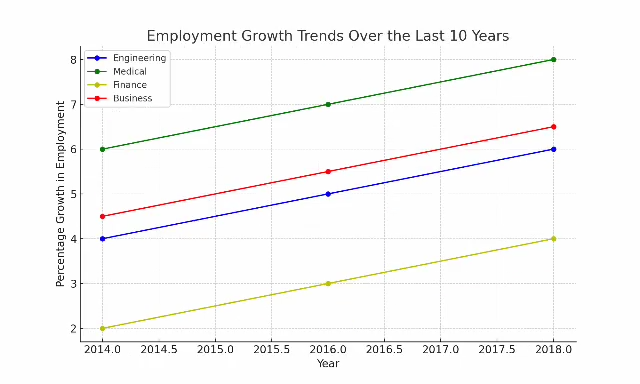 Employment Growth Trends Over the Last 10 Years
Engineering
Medical
Finance
Business
Percentage Growth in Employment
8
7
6
5
4
3
2
2014.0 2014.5 2015.0 2015.5 2016.0 2016.5 2017.0 2017.5 2018.0
Year